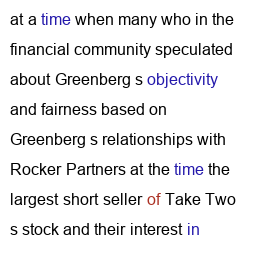 at a time when many who in the
financial community speculated
about Greenberg s objectivity
and fairness based on
Greenberg s relationships with
Rocker Partners at the time the
largest short seller of Take Two
s stock and their interest in